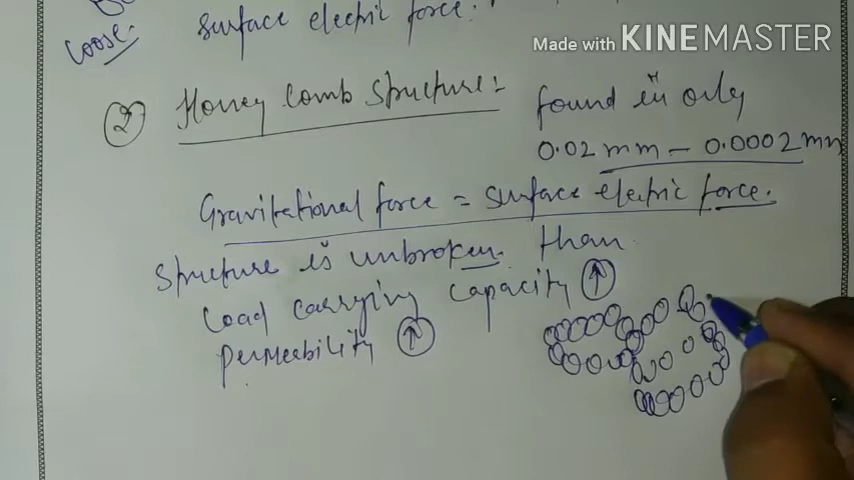 surface electric force.
Loose.
Made with KINEMASTER
② Honey Comb structure:
found in only
0.02 mm – 0.0002 mm
Gravitational force = surface electric force.
structure is unbroken than
Load carrying capacity ↑
permeability ↑